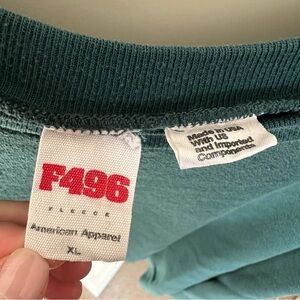 F496
FLEECE
American Apparel
XL
Made in USA
With US
and Imported
Components